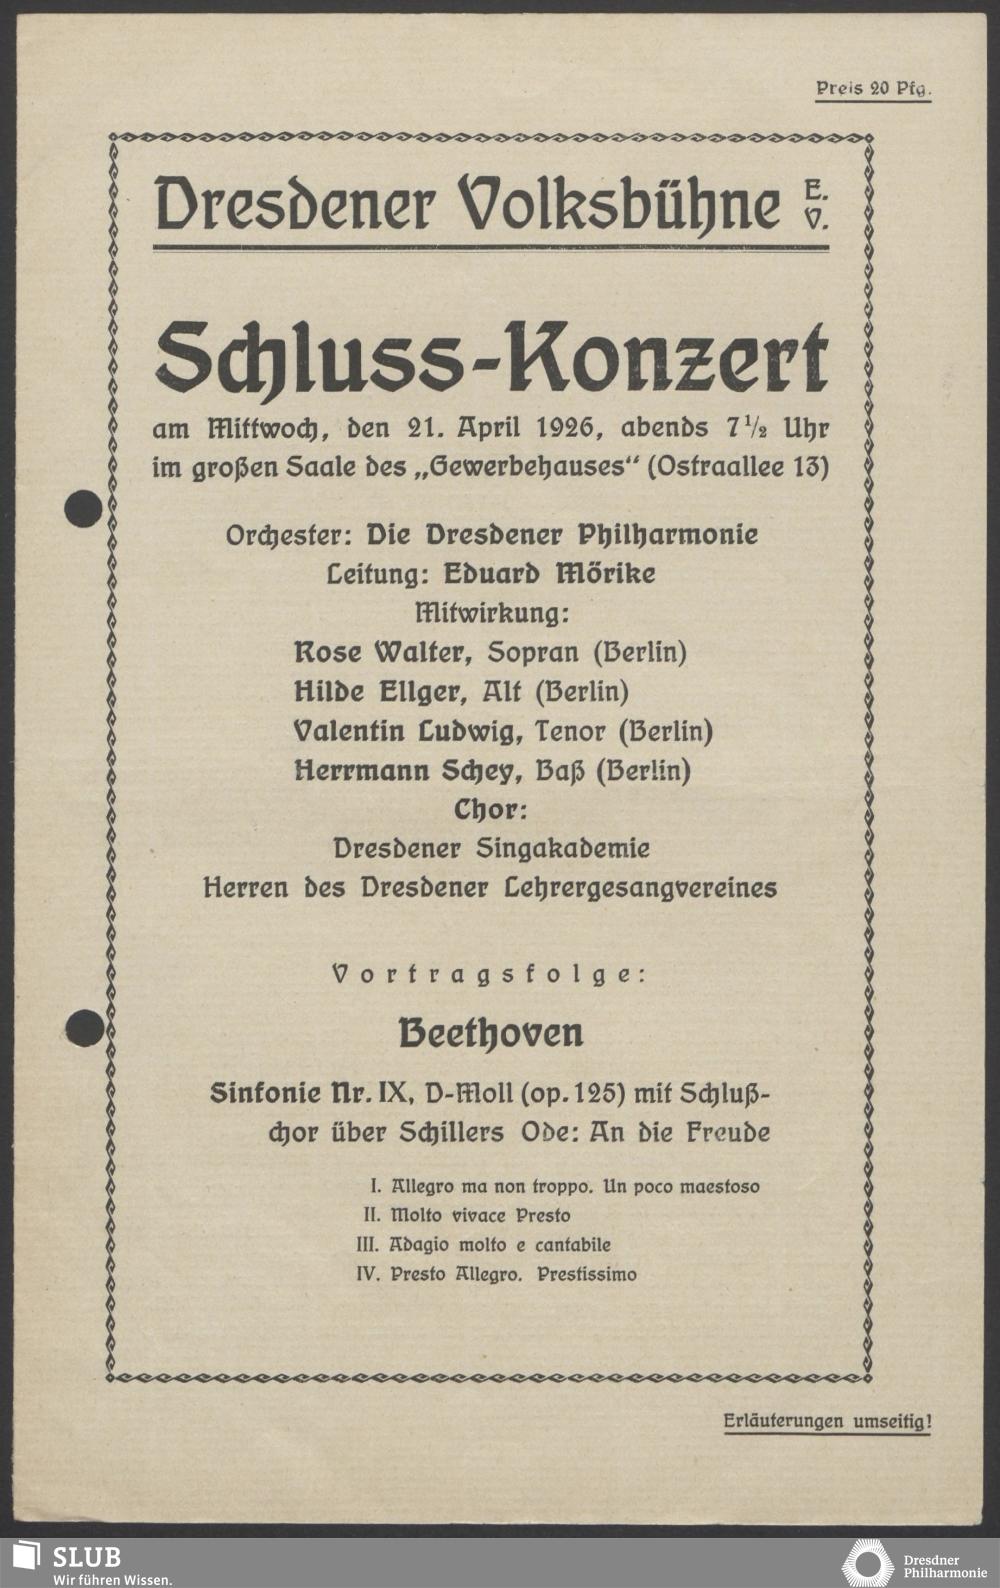 Preis 20 Pfg.
Dresdener Volksbühne E. V.
Schluss-Konzert
am Mittwoch, den 21. April 1926, abends 7½ Uhr
im großen Saale des „Gewerbehauses“ (Ostraallee 13)
Orchester: Die Dresdener Philharmonie
Leitung: Eduard Mörike
Mitwirkung:
Rose Walter, Sopran (Berlin)
Hilde Ellger, Alt (Berlin)
Valentin Ludwig, Tenor (Berlin)
Herrmann Schey, Baß (Berlin)
Chor:
Dresdener Singakademie
Herren des Dresdener Lehrergesangvereines
Vortragsfolge:
Beethoven
Sinfonie Nr. IX, D-Moll (op. 125) mit Schluß-
chor über Schillers Ode: An die Freude
I. Allegro ma non troppo. Un poco maestoso
II. Molto vivace Presto
III. Adagio molto e cantabile
IV. Presto Allegro. Prestissimo
Erläuterungen umseitig!
SLUB
Wir führen Wissen.
Dresdner
Philharmonie